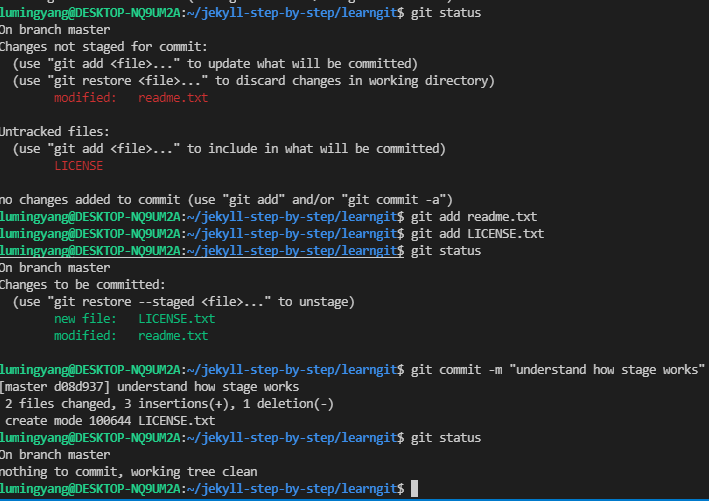 lumingyang@DESKTOP-NQ9UM2A:~/jekyll-step-by-step/learngit$ git status
On branch master
Changes not staged for commit:
  (use "git add <file>..." to update what will be committed)
  (use "git restore <file>..." to discard changes in working directory)
        modified:   readme.txt

Untracked files:
  (use "git add <file>..." to include in what will be committed)
        LICENSE

no changes added to commit (use "git add" and/or "git commit -a")
lumingyang@DESKTOP-NQ9UM2A:~/jekyll-step-by-step/learngit$ git add readme.txt
lumingyang@DESKTOP-NQ9UM2A:~/jekyll-step-by-step/learngit$ git add LICENSE.txt
lumingyang@DESKTOP-NQ9UM2A:~/jekyll-step-by-step/learngit$ git status
On branch master
Changes to be committed:
  (use "git restore --staged <file>..." to unstage)
        new file:   LICENSE.txt
        modified:   readme.txt

lumingyang@DESKTOP-NQ9UM2A:~/jekyll-step-by-step/learngit$ git commit -m "understand how stage works"
[master d08d937] understand how stage works
 2 files changed, 3 insertions(+), 1 deletion(-)
 create mode 100644 LICENSE.txt
lumingyang@DESKTOP-NQ9UM2A:~/jekyll-step-by-step/learngit$ git status
On branch master
nothing to commit, working tree clean
lumingyang@DESKTOP-NQ9UM2A:~/jekyll-step-by-step/learngit$